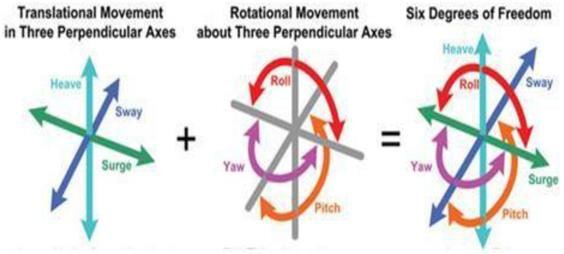 Translational Movement
in Three Perpendicular Axes
Heave
Sway
Surge
+
Rotational Movement
about Three Perpendicular Axes
Roll
Yaw
Pitch
=
Six Degrees of Freedom
Heave
Roll
Sway
Yaw
Surge
Pitch